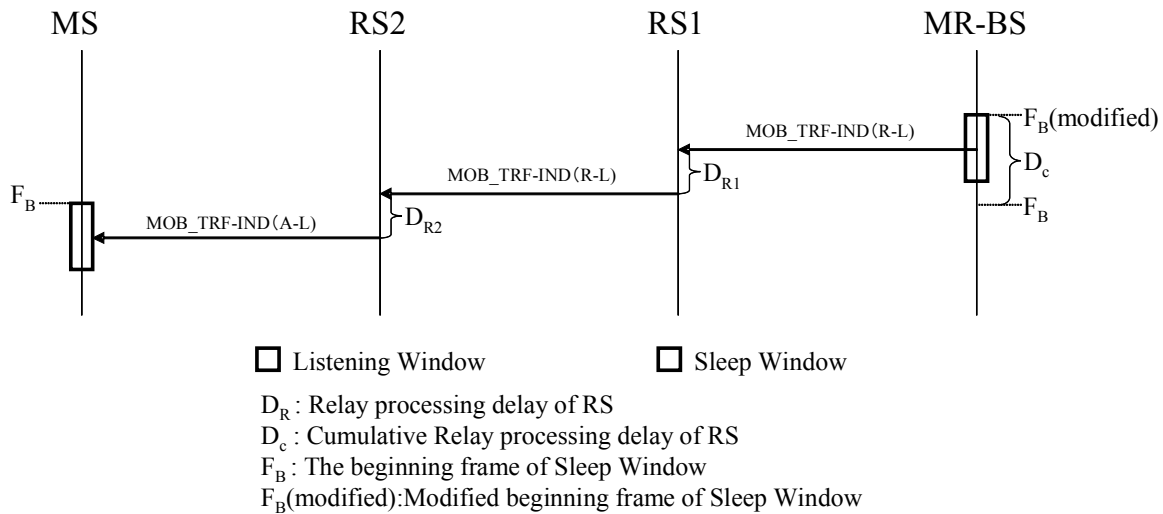 MS RS2 RS1 MR-BS
F_B(modified)
MOB_TRF-IND(R-L)
D_c
MOB_TRF-IND(R-L) D_R1
F_B F_B
MOB_TRF-IND(A-L) D_R2
Listening Window Sleep Window
D_R : Relay processing delay of RS
D_c : Cumulative Relay processing delay of RS
F_B : The beginning frame of Sleep Window
F_B(modified):Modified beginning frame of Sleep Window